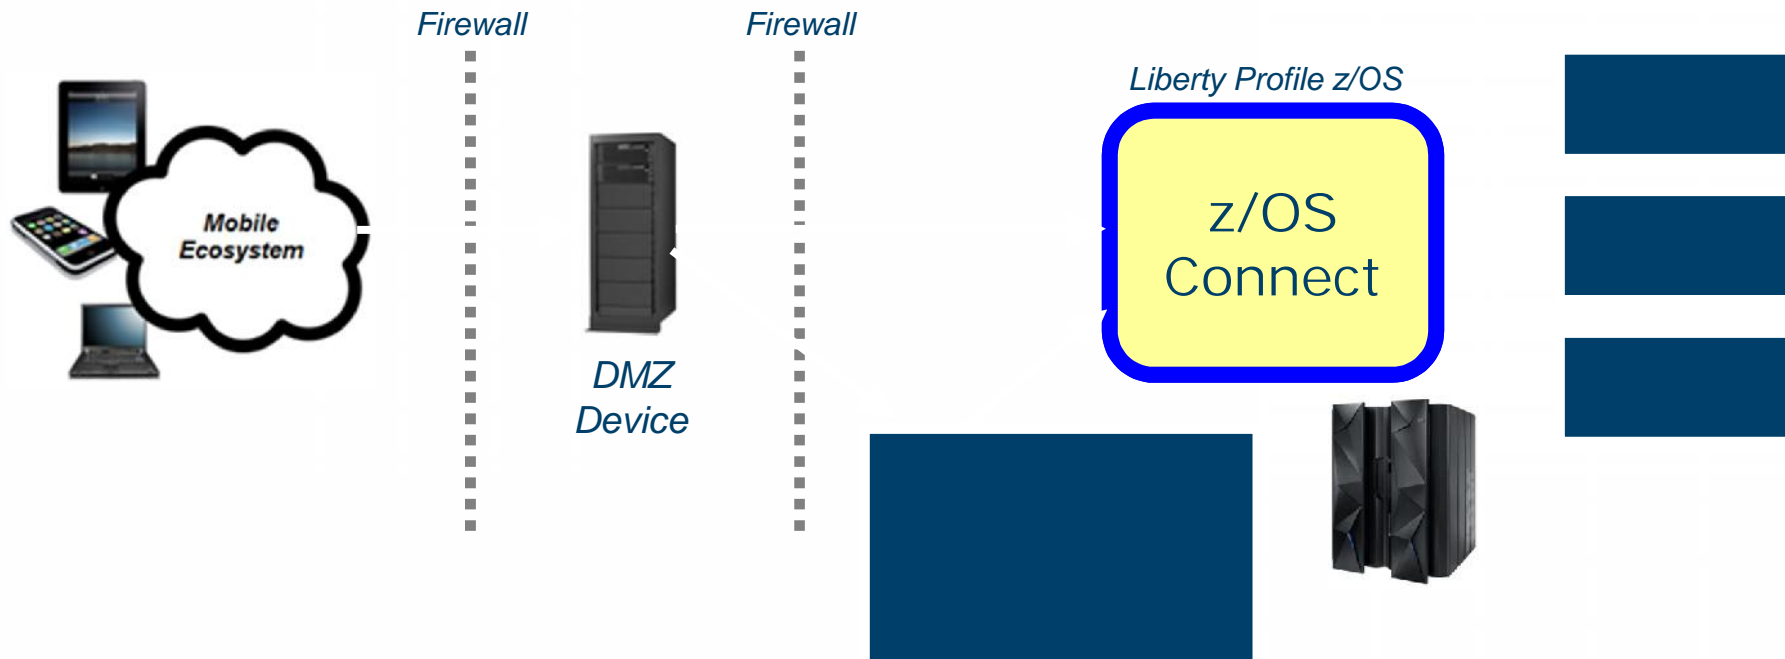 Firewall
Firewall
Liberty Profile z/OS
Mobile
Ecosystem
z/OS
Connect
DMZ
Device